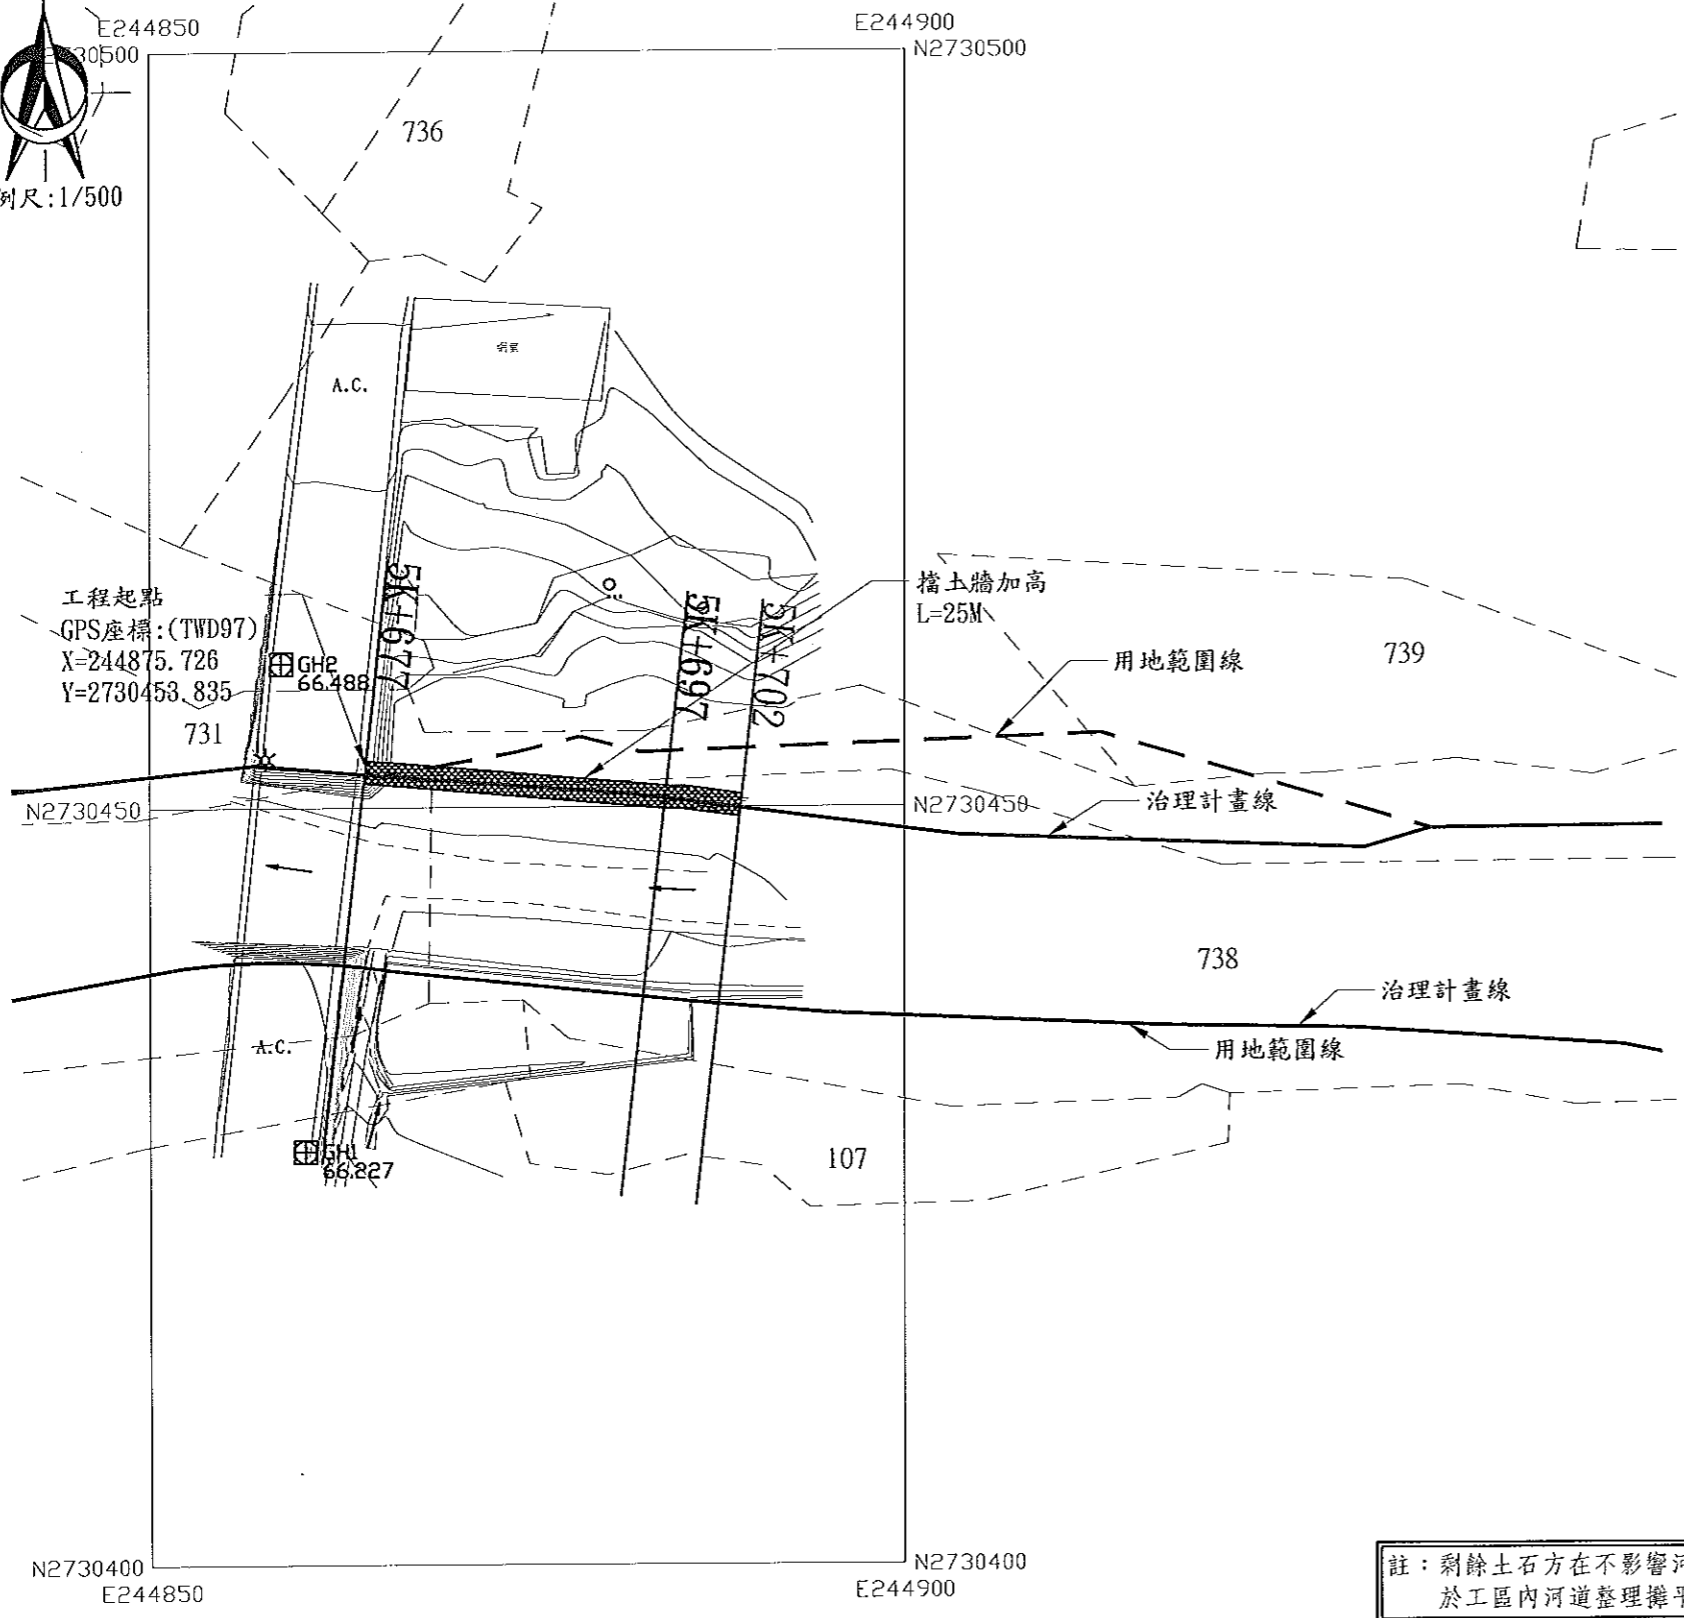 E244850
E244900
N2730500
例尺:1/500
736
A.C.
工程起點
GPS座標:(TWD97)
X=244875.726
Y=2730453.835
GH2
66.488
731
5K+677
5K+697
5K+702
擋土牆加高
L=25M
用地範圍線
739
N2730450
N2730450
治理計畫線
738
治理計畫線
用地範圍線
A.C.
GH1
66.227
107
N2730400
E244850
N2730400
E244900
註：剩餘土石方在不影響河
於工區內河道整理攤平